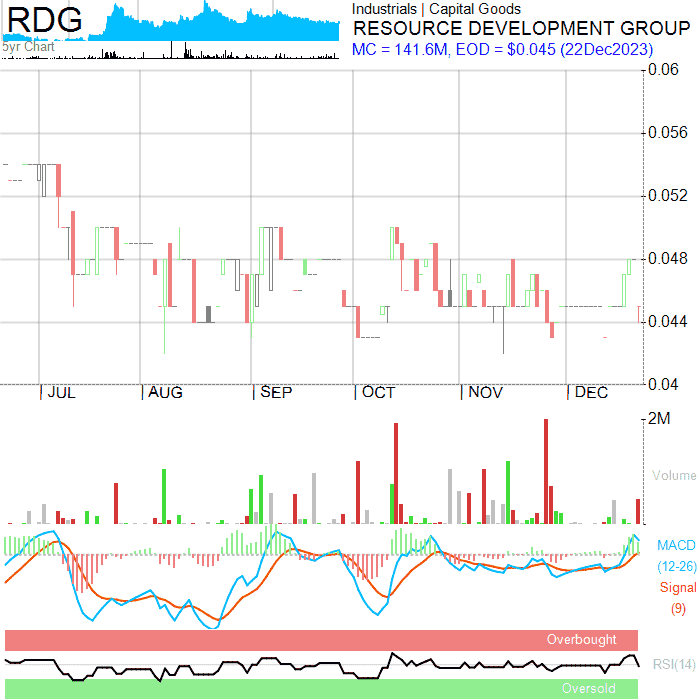 RDG
5yr Chart
Industrials | Capital Goods
RESOURCE DEVELOPMENT GROUP
MC = 141.6M, EOD = $0.045 (22Dec2023)
0.06
0.056
0.052
0.048
0.044
0.04
JUL AUG SEP OCT NOV DEC
2M
Volume
MACD
(12-26)
Signal
(9)
Overbought
RSI(14)
Oversold